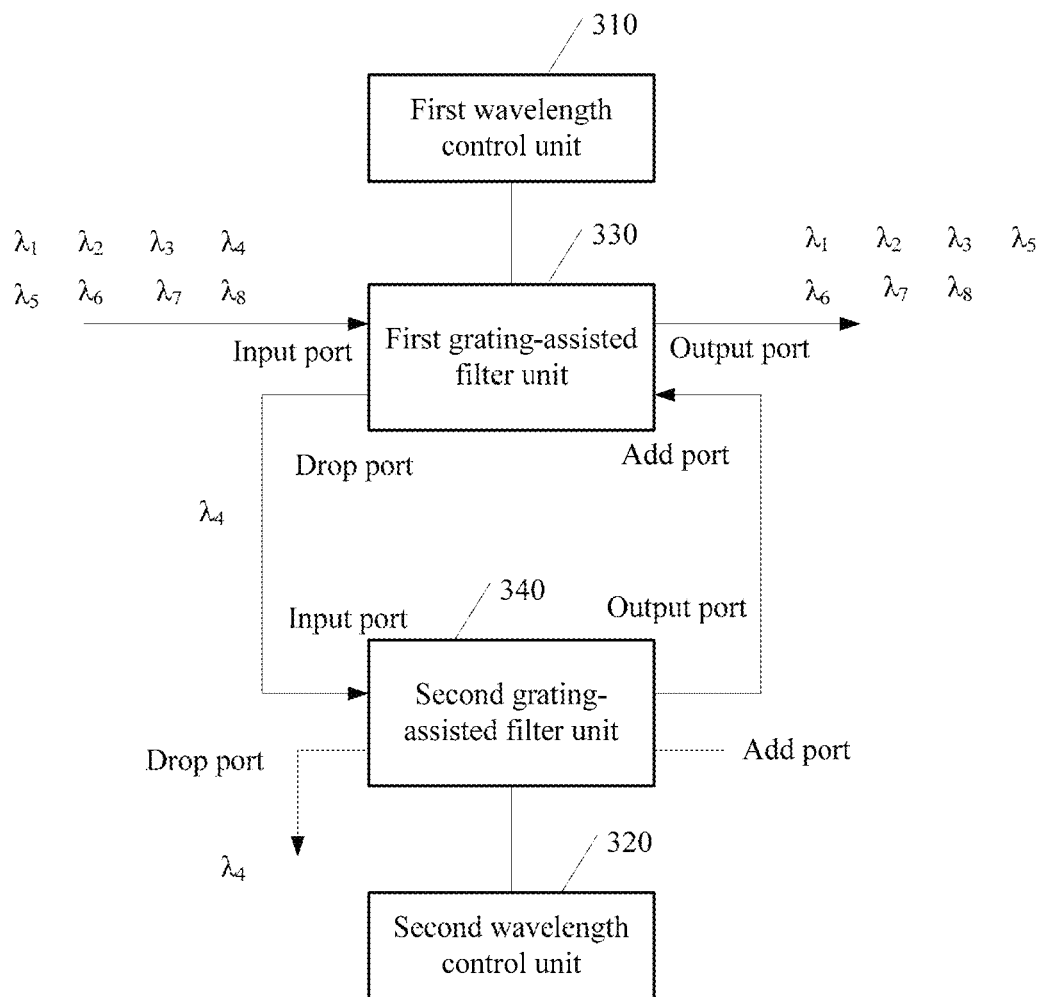 310
First wavelength
control unit
330
λ1 λ2 λ3 λ4
λ1 λ2 λ3 λ5
λ5 λ6 λ7 λ8
λ6 λ7 λ8
Input port
First grating-assisted
filter unit
Output port
Drop port
Add port
λ4
340
Input port
Output port
Second grating-
assisted filter unit
Drop port
Add port
λ4
320
Second wavelength
control unit